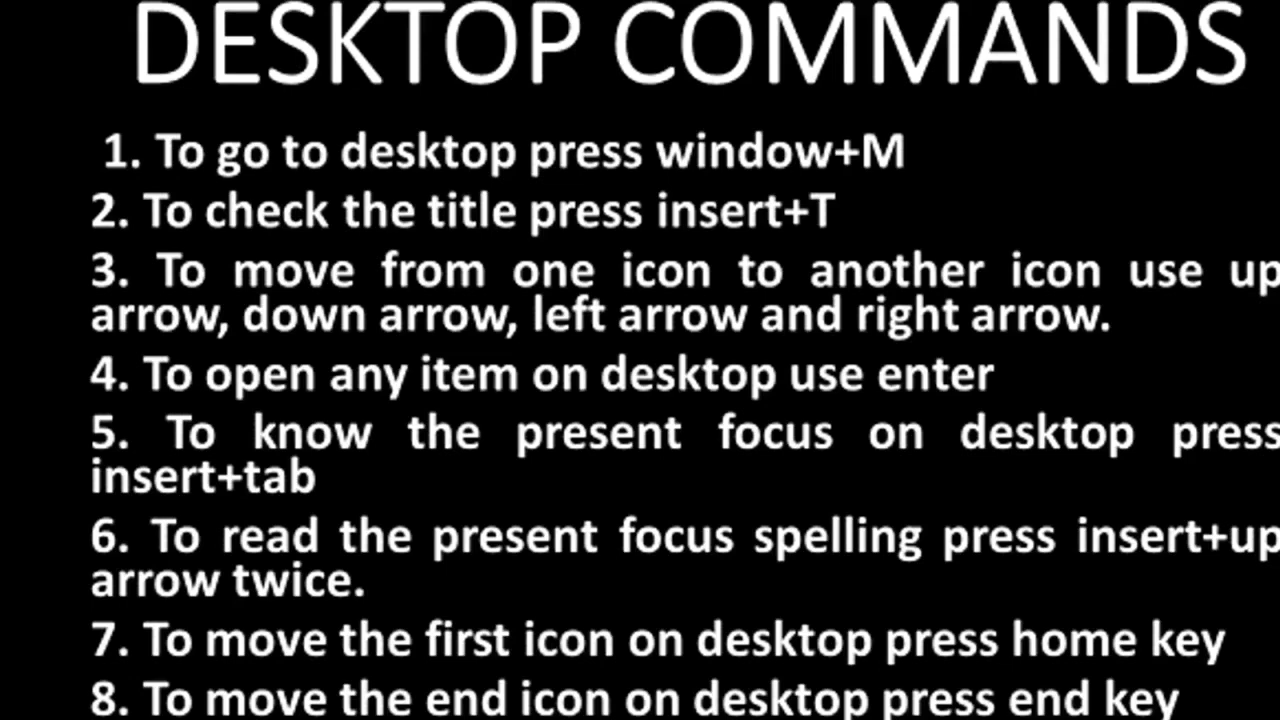 DESKTOP COMMANDS
1. To go to desktop press window+M
2. To check the title press insert+T
3. To move from one icon to another icon use up
arrow, down arrow, left arrow and right arrow.
4. To open any item on desktop use enter
5. To know the present focus on desktop press
insert+tab
6. To read the present focus spelling press insert+up
arrow twice.
7. To move the first icon on desktop press home key
8. To move the end icon on desktop press end key